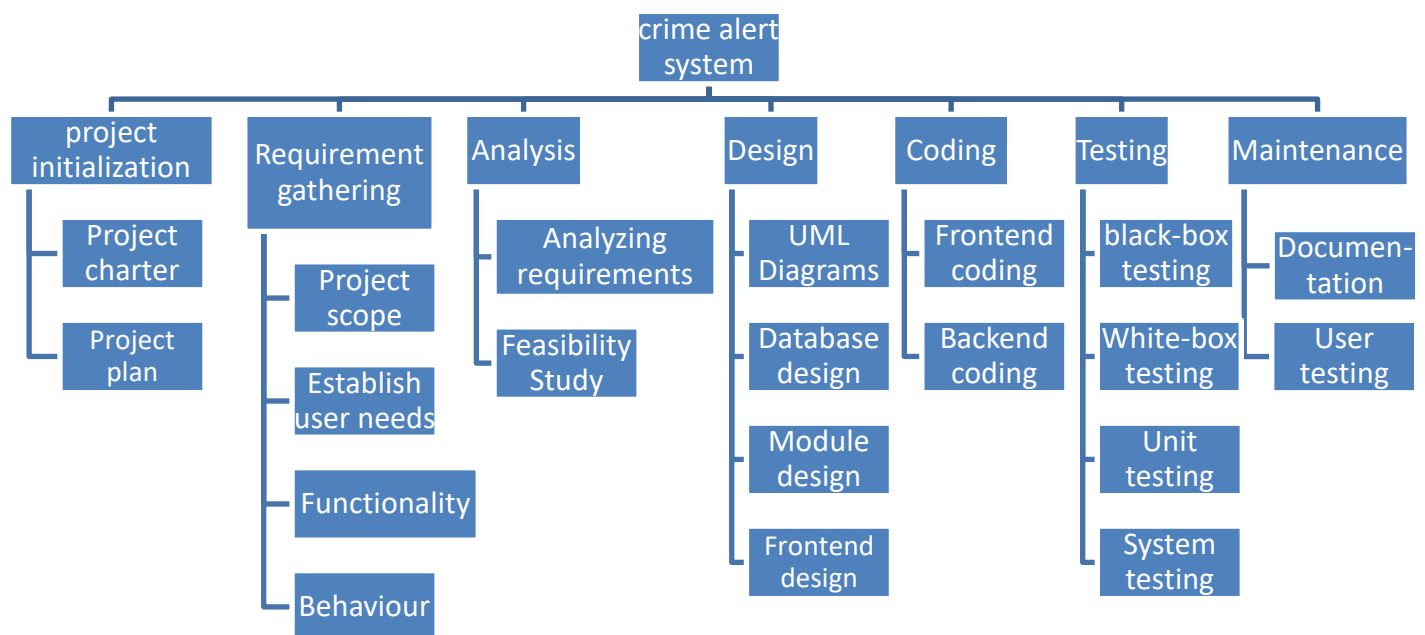 crime alert
system
project
initialization
Project
charter
Project
plan
Requirement
gathering
Project
scope
Establish
user needs
Functionality
Behaviour
Analysis
Analyzing
requirements
Feasibility
Study
Design
UML
Diagrams
Database
design
Module
design
Frontend
design
Coding
Frontend
coding
Backend
coding
Testing
black-box
testing
White-box
testing
Unit
testing
System
testing
Maintenance
Documen-
tation
User
testing